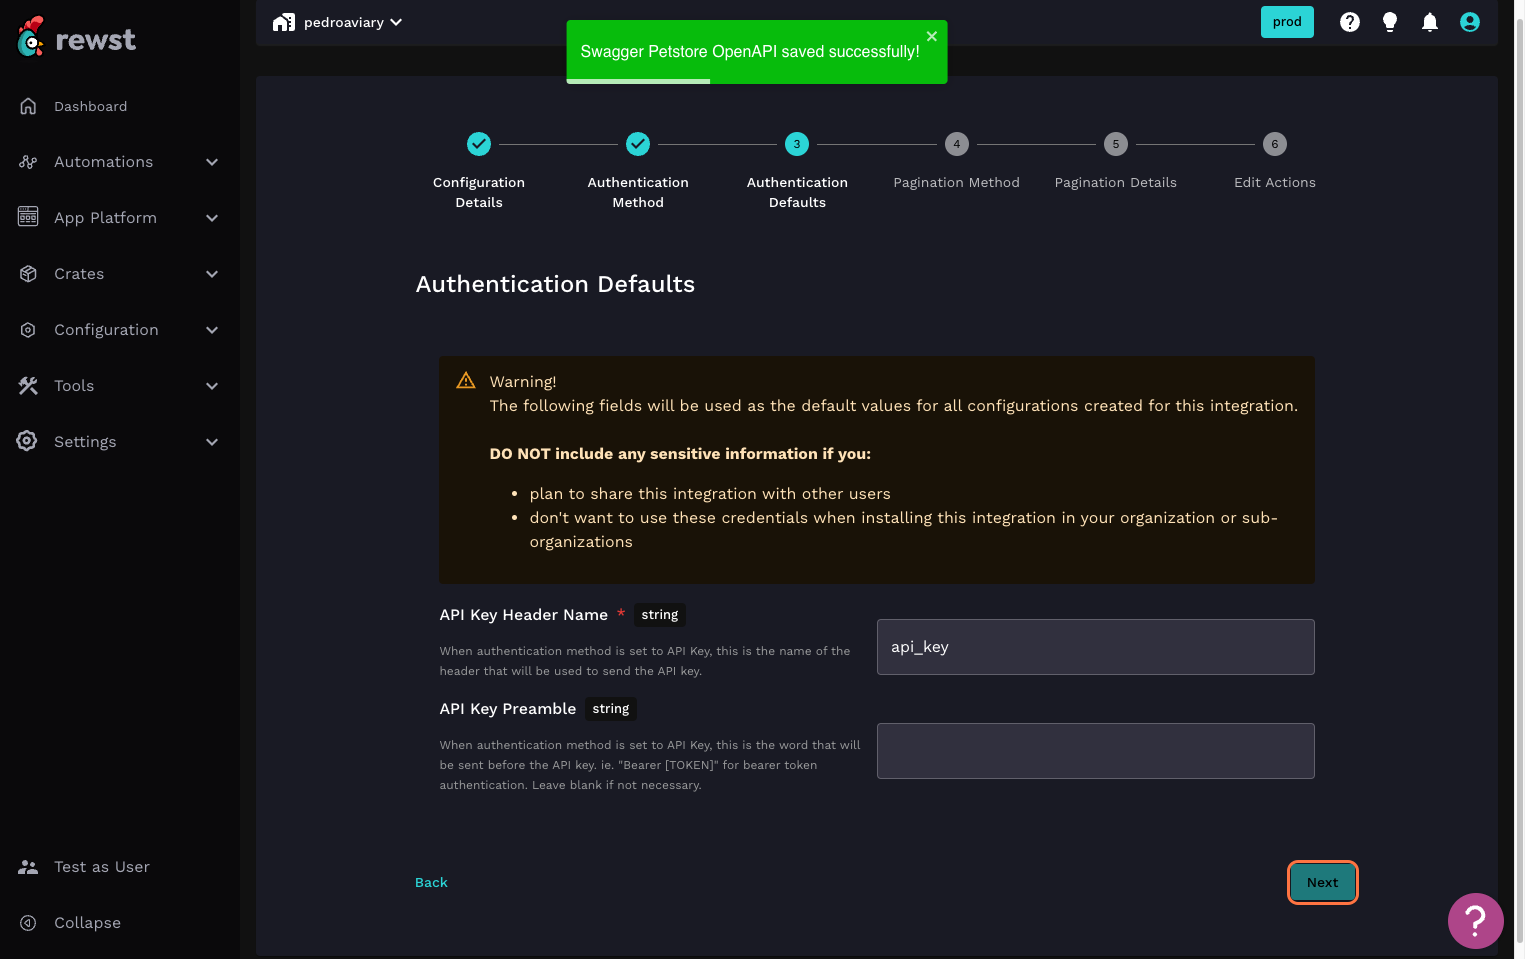 rewst
pedroaviary
prod
Swagger Petstore OpenAPI saved successfully!
Dashboard
Automations
App Platform
Crates
Configuration
Tools
Settings
Test as User
Collapse
3
4
5
6
Configuration
Details
Authentication
Method
Authentication
Defaults
Pagination Method
Pagination Details
Edit Actions
Authentication Defaults
Warning!
The following fields will be used as the default values for all configurations created for this integration.
DO NOT include any sensitive information if you:
• plan to share this integration with other users
• don't want to use these credentials when installing this integration in your organization or sub-
organizations
API Key Header Name * string
When authentication method is set to API Key, this is the name of the
header that will be used to send the API key.
api_key
API Key Preamble string
When authentication method is set to API Key, this is the word that will
be sent before the API key. ie. "Bearer [TOKEN]" for bearer token
authentication. Leave blank if not necessary.
Back
Next
?